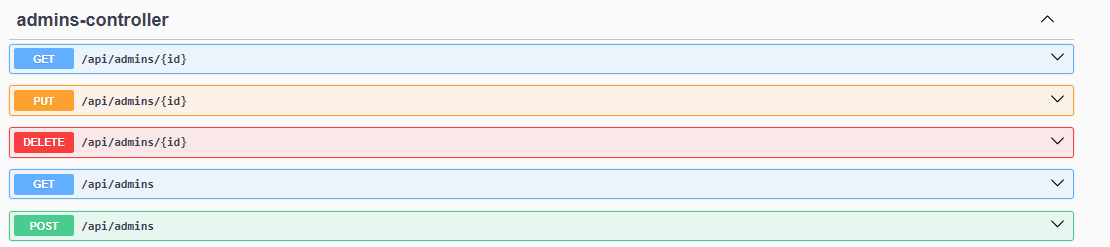 admins-controller
GET /api/admins/{id}
PUT /api/admins/{id}
DELETE /api/admins/{id}
GET /api/admins
POST /api/admins